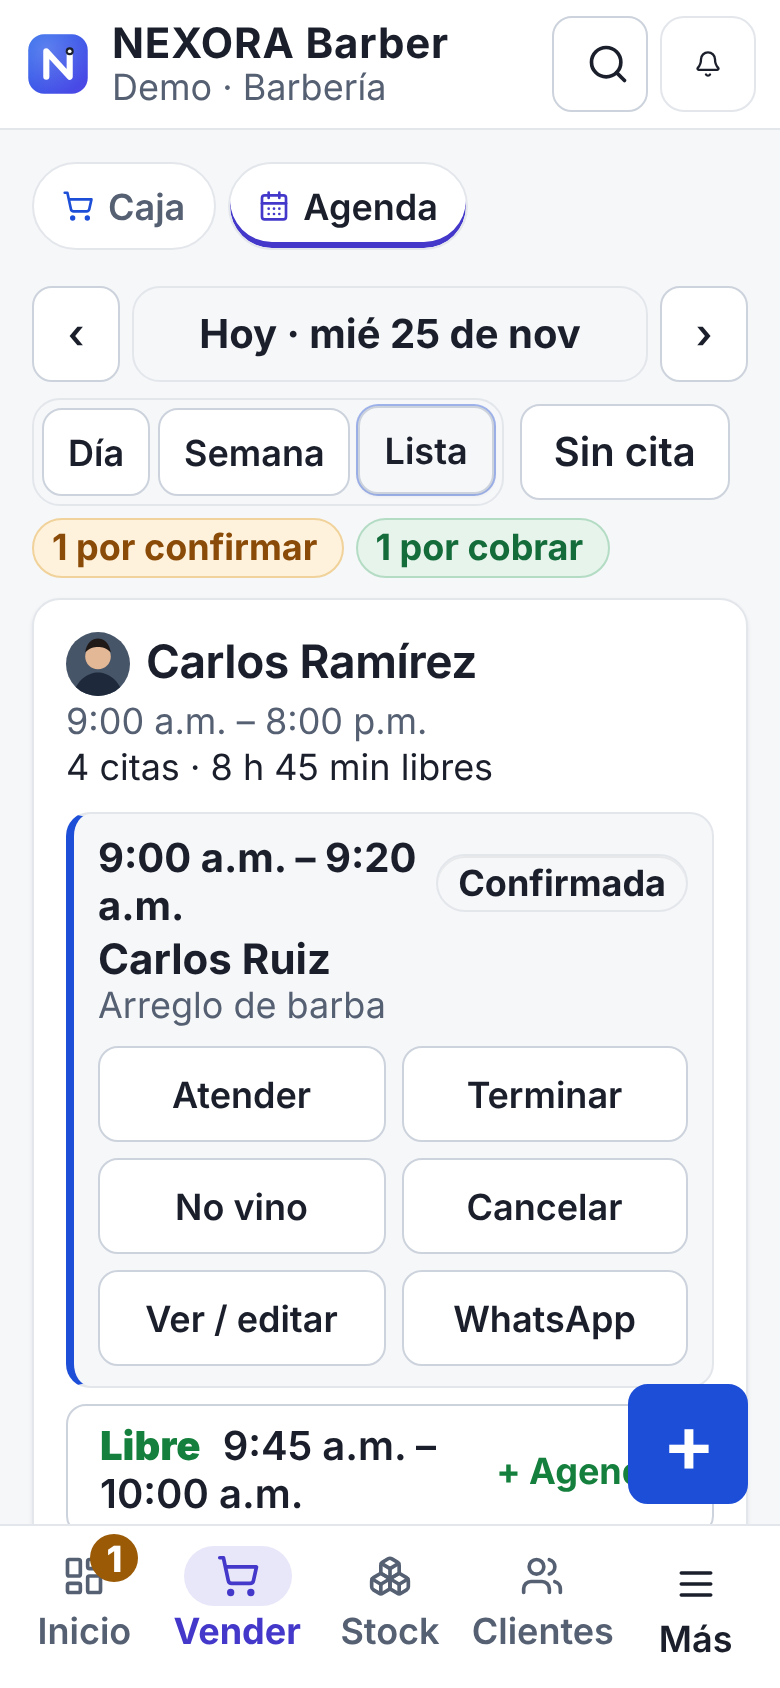 NEXORA Barber
Demo · Barbería
Caja
Agenda
‹
Hoy · mié 25 de nov
›
Día
Semana
Lista
Sin cita
1 por confirmar
1 por cobrar
Carlos Ramírez
9:00 a.m. – 8:00 p.m.
4 citas · 8 h 45 min libres
9:00 a.m. – 9:20
a.m.
Confirmada
Carlos Ruiz
Arreglo de barba
Atender
Terminar
No vino
Cancelar
Ver / editar
WhatsApp
Libre 9:45 a.m. –
10:00 a.m.
+
1
Inicio
Vender
Stock
Clientes
Más